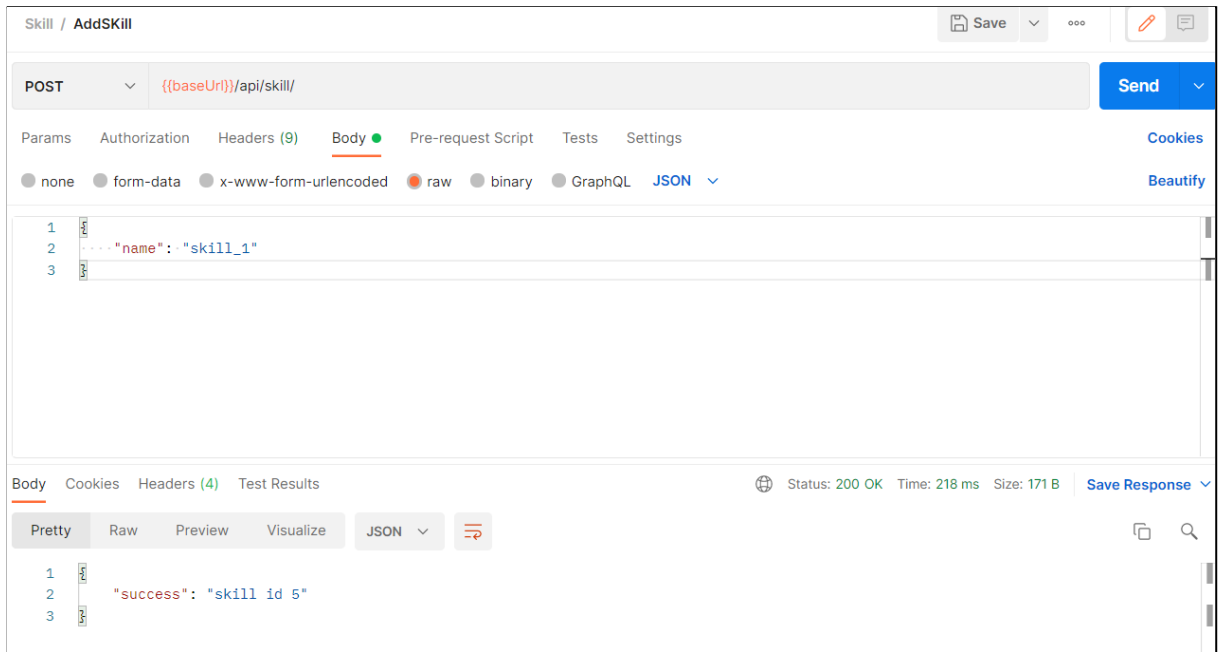 Skill / AddSKill
Save
POST {{baseUrl}}/api/skill/ Send
Params Authorization Headers (9) Body Pre-request Script Tests Settings Cookies
none form-data x-www-form-urlencoded raw binary GraphQL JSON Beautify
1 {
2 "name": "skill_1"
3 }
Body Cookies Headers (4) Test Results Status: 200 OK Time: 218 ms Size: 171 B Save Response
Pretty Raw Preview Visualize JSON
1 {
2 "success": "skill id 5"
3 }